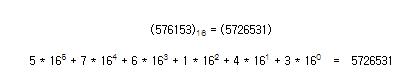 (576153)₁₆ = (5726531)
5 * 16⁵ + 7 * 16⁴ + 6 * 16³ + 1 * 16² + 4 * 16¹ + 3 * 16⁰ = 5726531